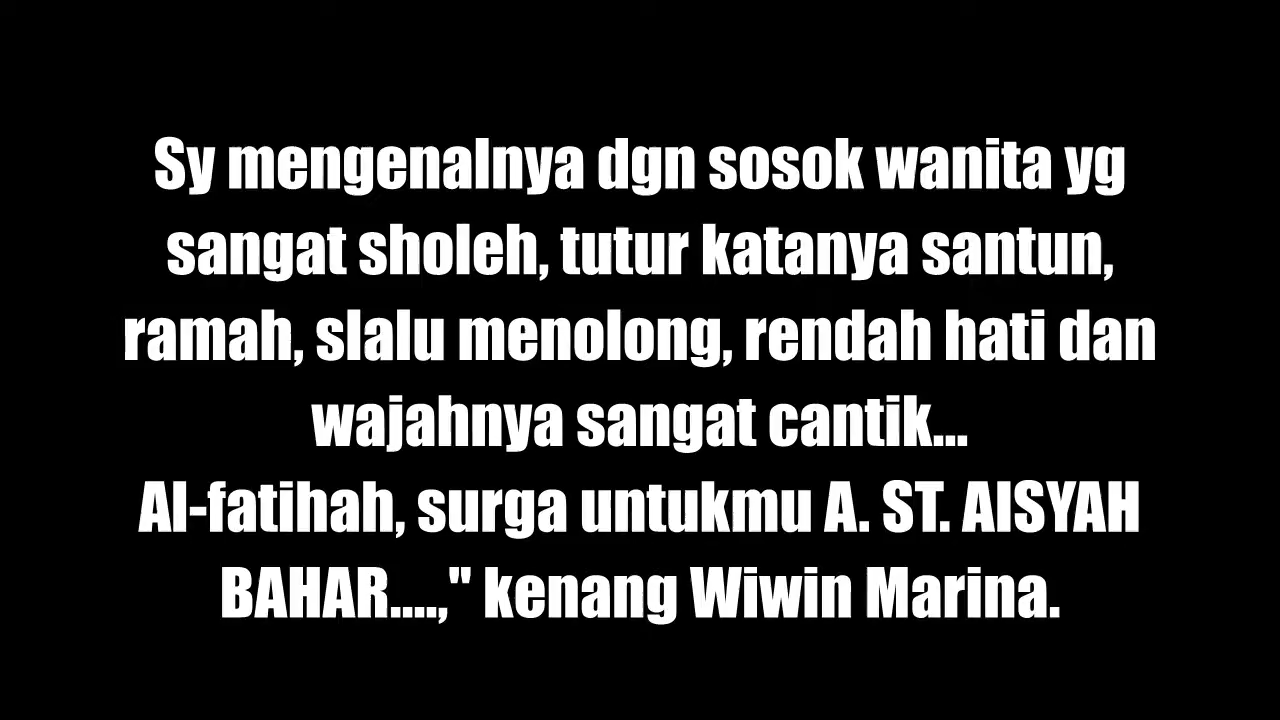 Sy mengenalnya dgn sosok wanita yg
sangat sholeh, tutur katanya santun,
ramah, slalu menolong, rendah hati dan
wajahnya sangat cantik...
Al-fatihah, surga untukmu A. ST. AISYAH
BAHAR....," kenang Wiwin Marina.